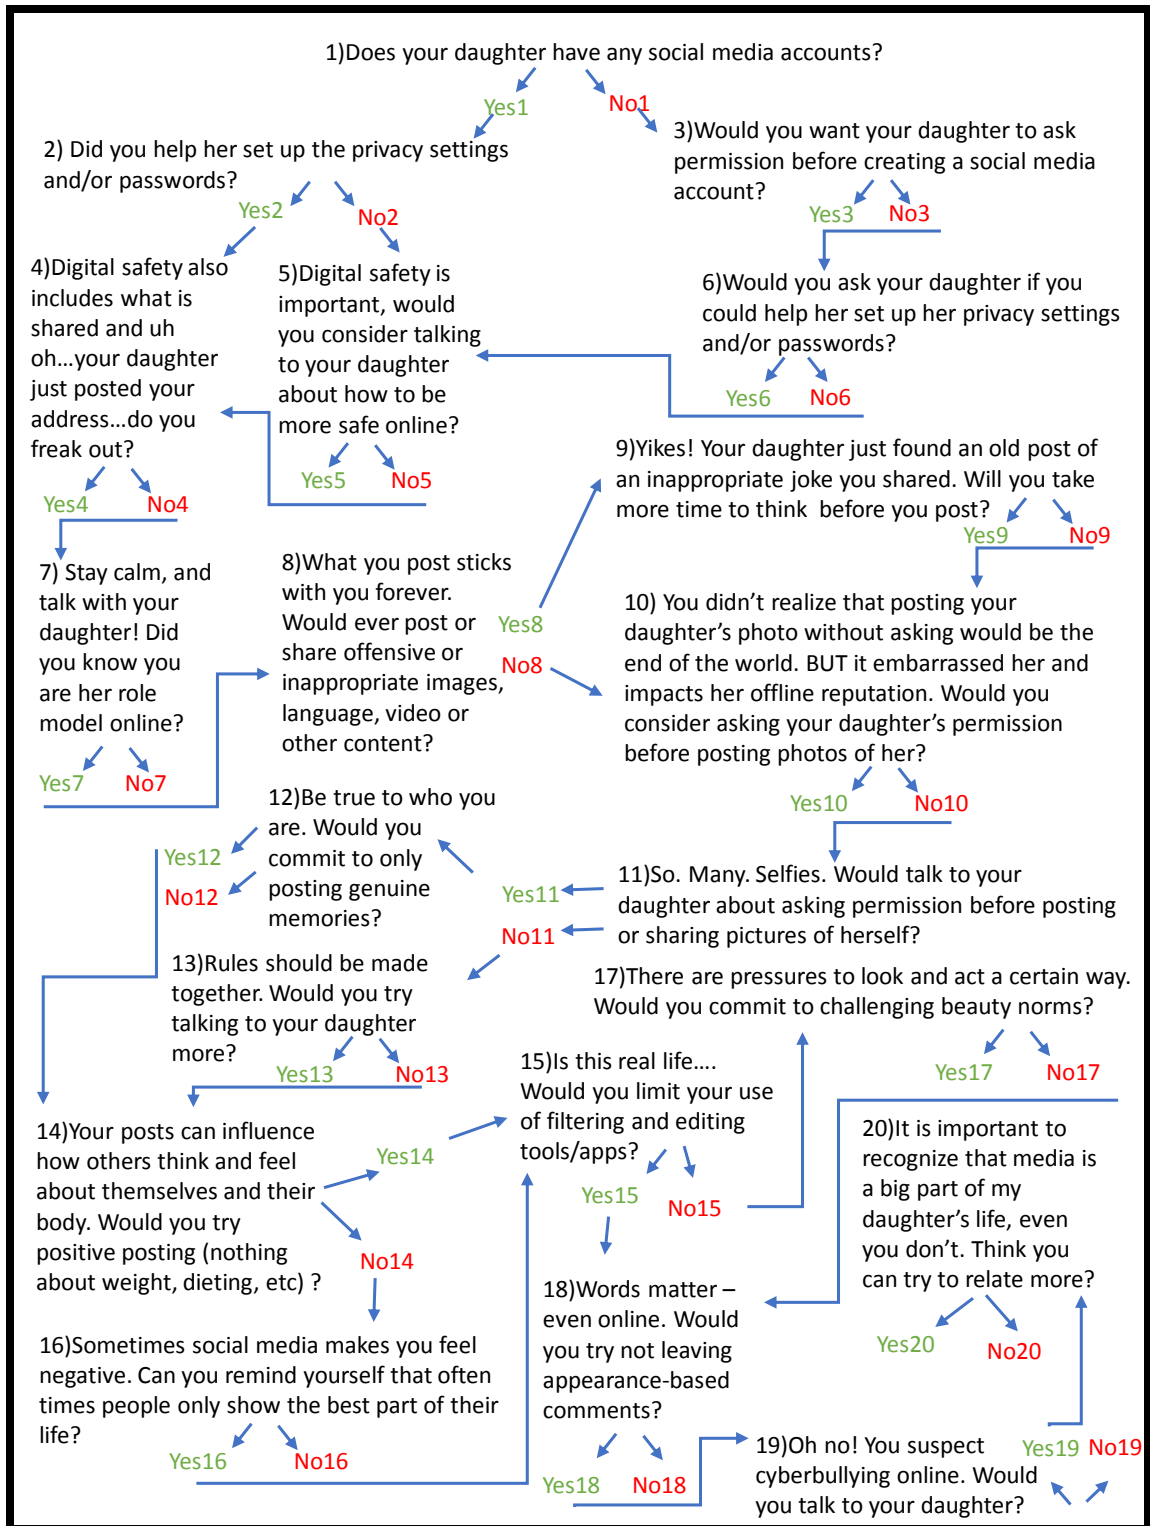 1)Does your daughter have any social media accounts?
Yes1
No1
2) Did you help her set up the privacy settings
and/or passwords?
Yes2
No2
3)Would you want your daughter to ask
permission before creating a social media
account?
Yes3
No3
4)Digital safety also
includes what is
shared and uh
oh...your daughter
just posted your
address...do you
freak out?
Yes4
No4
5)Digital safety is
important, would
you consider talking
to your daughter
about how to be
more safe online?
Yes5
No5
6)Would you ask your daughter if you
could help her set up her privacy settings
and/or passwords?
Yes6
No6
7) Stay calm, and
talk with your
daughter! Did
you know you
are her role
model online?
Yes7
No7
8)What you post sticks
with you forever.
Would ever post or
share offensive or
inappropriate images,
language, video or
other content?
Yes8
No8
9)Yikes! Your daughter just found an old post of
an inappropriate joke you shared. Will you take
more time to think  before you post?
Yes9
No9
10) You didn't realize that posting your
daughter's photo without asking would be the
end of the world. BUT it embarrassed her and
impacts her offline reputation. Would you
consider asking your daughter's permission
before posting photos of her?
Yes10
No10
11)So. Many. Selfies. Would talk to your
daughter about asking permission before posting
or sharing pictures of herself?
Yes11
No11
12)Be true to who you
are. Would you
commit to only
posting genuine
memories?
Yes12
No12
13)Rules should be made
together. Would you try
talking to your daughter
more?
Yes13
No13
14)Your posts can influence
how others think and feel
about themselves and their
body. Would you try
positive posting (nothing
about weight, dieting, etc) ?
Yes14
No14
15)Is this real life....
Would you limit your use
of filtering and editing
tools/apps?
Yes15
No15
16)Sometimes social media makes you feel
negative. Can you remind yourself that often
times people only show the best part of their
life?
Yes16
No16
17)There are pressures to look and act a certain way.
Would you commit to challenging beauty norms?
Yes17
No17
18)Words matter –
even online. Would
you try not leaving
appearance-based
comments?
Yes18
No18
19)Oh no! You suspect
cyberbullying online. Would
you talk to your daughter?
Yes19
No19
20)It is important to
recognize that media is
a big part of my
daughter's life, even
you don't. Think you
can try to relate more?
Yes20
No20